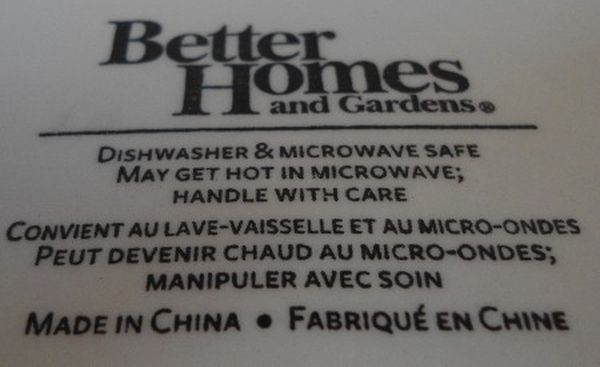 Better
Homes
and Gardens®
DISHWASHER & MICROWAVE SAFE
MAY GET HOT IN MICROWAVE;
HANDLE WITH CARE
CONVIENT AU LAVE-VAISSELLE ET AU MICRO-ONDES
PEUT DEVENIR CHAUD AU MICRO-ONDES;
MANIPULER AVEC SOIN
MADE IN CHINA • FABRIQUÉ EN CHINE